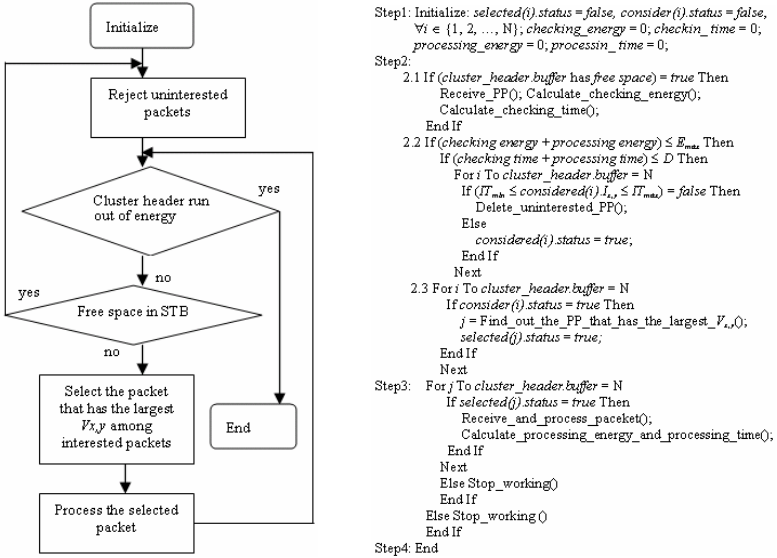 Initialize
Reject uninterested
packets
Cluster header run
out of energy
yes
no
yes
Free space in STB
no
Select the packet
that has the largest
Vx,y among
interested packets
End
Process the selected
packet
Step1: Initialize: selected(i).status = false, consider(i).status = false,
∀i ∈ {1, 2, …, N}; checking_energy = 0; checkin_ time = 0;
processing_energy = 0; processin_ time = 0;
Step2:
2.1 If (cluster_header.buffer has free space) = true Then
Receive_PP(); Calculate_checking_energy();
Calculate_checking_time();
End If
2.2 If (checking energy + processing energy) ≤ Emax Then
If (checking time + processing time) ≤ D Then
For i To cluster_header.buffer = N
If (ITmin ≤ considered(i).Ix,y ≤ ITmax) = false Then
Delete_uninterested_PP();
Else
considered(i).status = true;
End If
Next
2.3 For i To cluster_header.buffer = N
If consider(i).status = true Then
j = Find_out_the_PP_that_has_the_largest_Vx,y();
selected(j).status = true;
End If
Next
Step3: For j To cluster_header.buffer = N
If selected(j).status = true Then
Receive_and_process_paceket();
Calculate_processing_energy_and_processing_time();
End If
Next
Else Stop_working()
End If
Else Stop_working ()
End If
Step4: End